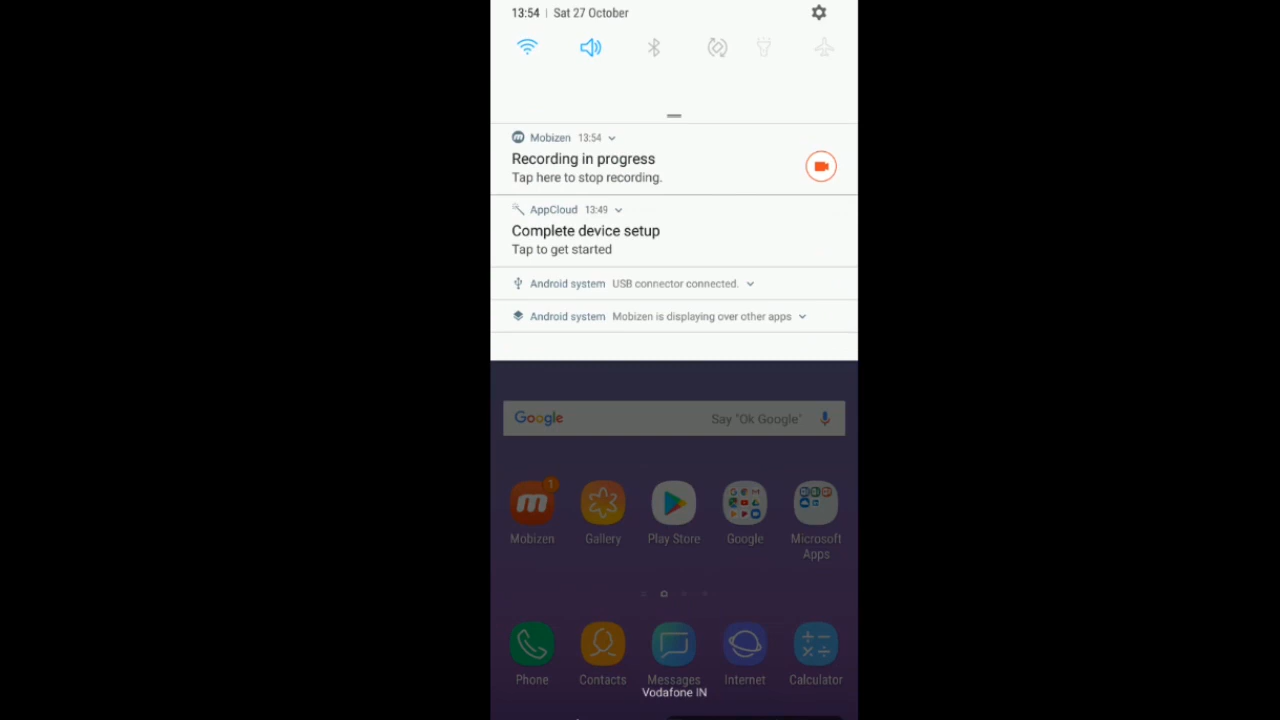 13:54 | Sat 27 October
Mobizen 13:54
Recording in progress
Tap here to stop recording.
AppCloud 13:49
Complete device setup
Tap to get started
Android system USB connector connected.
Android system Mobizen is displaying over other apps
Google Say "Ok Google"
m 1
Mobizen Gallery Play Store Google Microsoft Apps
Phone Contacts Messages Internet Calculator
Vodafone IN